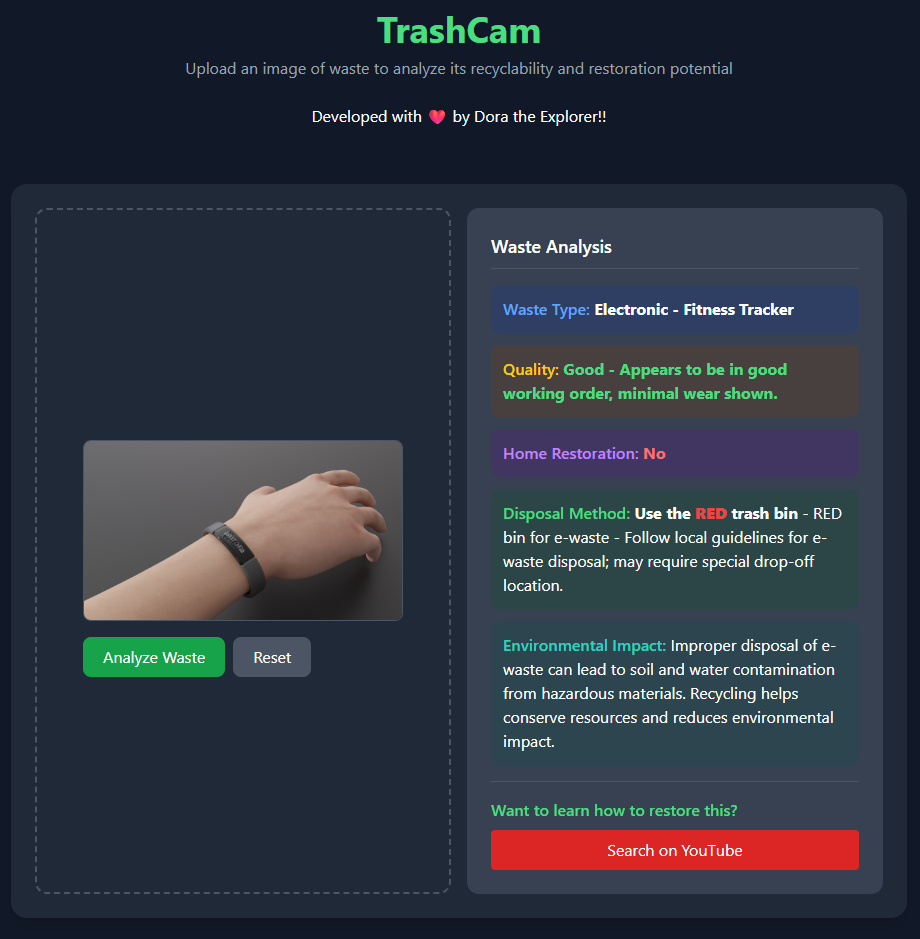 TrashCam
Upload an image of waste to analyze its recyclability and restoration potential
Developed with ❤️ by Dora the Explorer!!
Analyze Waste
Reset
Waste Analysis
Waste Type: Electronic - Fitness Tracker
Quality: Good - Appears to be in good
working order, minimal wear shown.
Home Restoration: No
Disposal Method: Use the RED trash bin - RED
bin for e-waste - Follow local guidelines for e-
waste disposal; may require special drop-off
location.
Environmental Impact: Improper disposal of e-
waste can lead to soil and water contamination
from hazardous materials. Recycling helps
conserve resources and reduces environmental
impact.
Want to learn how to restore this?
Search on YouTube